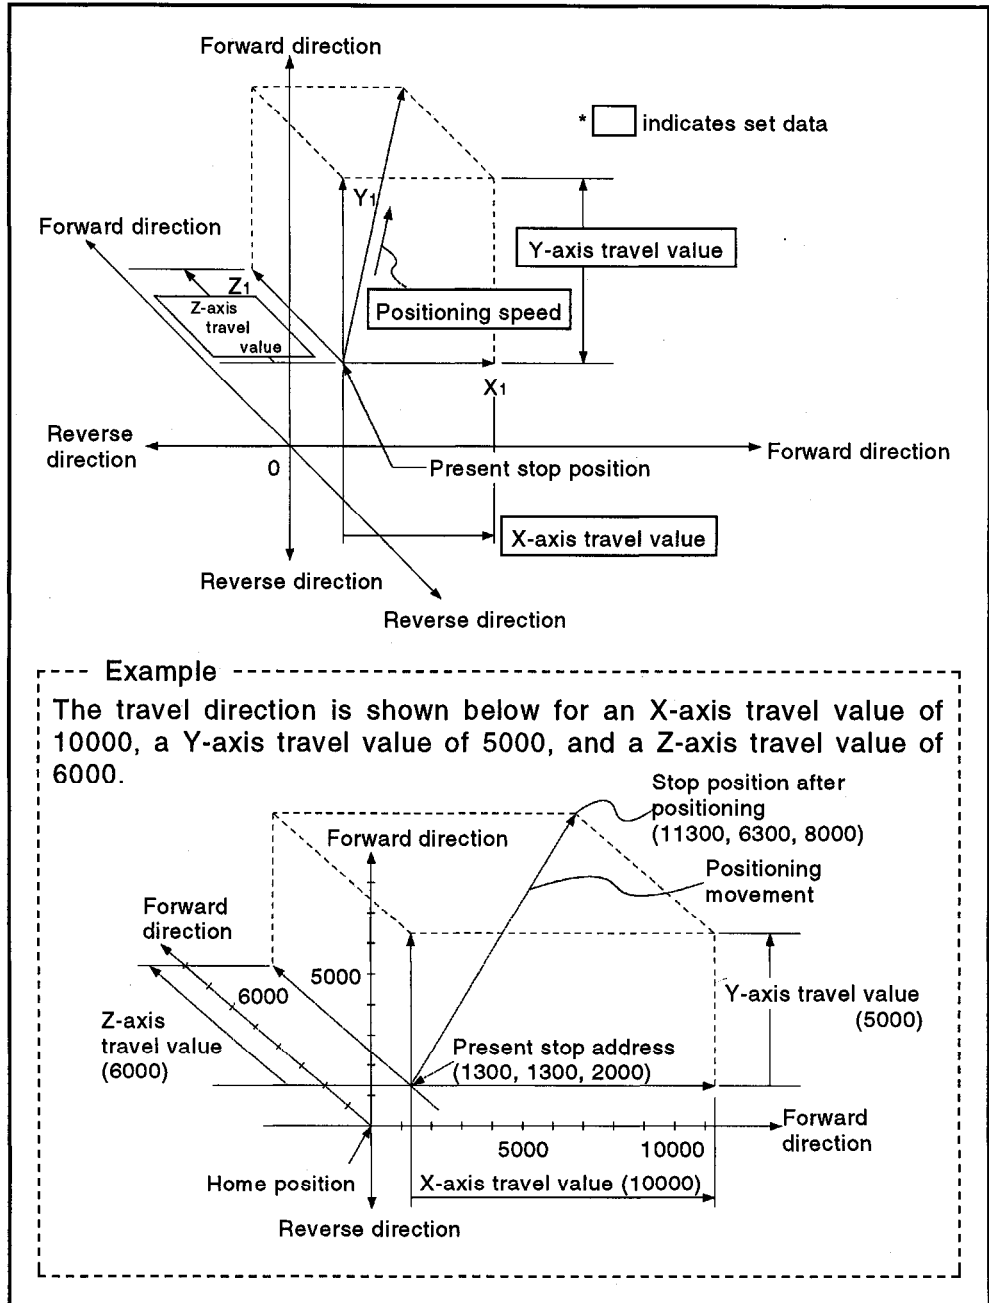 Forward direction
* indicates set data
Y1
Forward direction
Y-axis travel value
Z1
Z-axis
travel
value
Positioning speed
X1
Reverse
direction
Forward direction
0
Present stop position
X-axis travel value
Reverse direction
Reverse direction
Example
The travel direction is shown below for an X-axis travel value of
10000, a Y-axis travel value of 5000, and a Z-axis travel value of
6000.
Stop position after
positioning
(11300, 6300, 8000)
Forward direction
Positioning
movement
Forward
direction
5000
6000
Y-axis travel value
(5000)
Z-axis
travel value
(6000)
Present stop address
(1300, 1300, 2000)
Forward
direction
5000
10000
Home position
X-axis travel value (10000)
Reverse direction